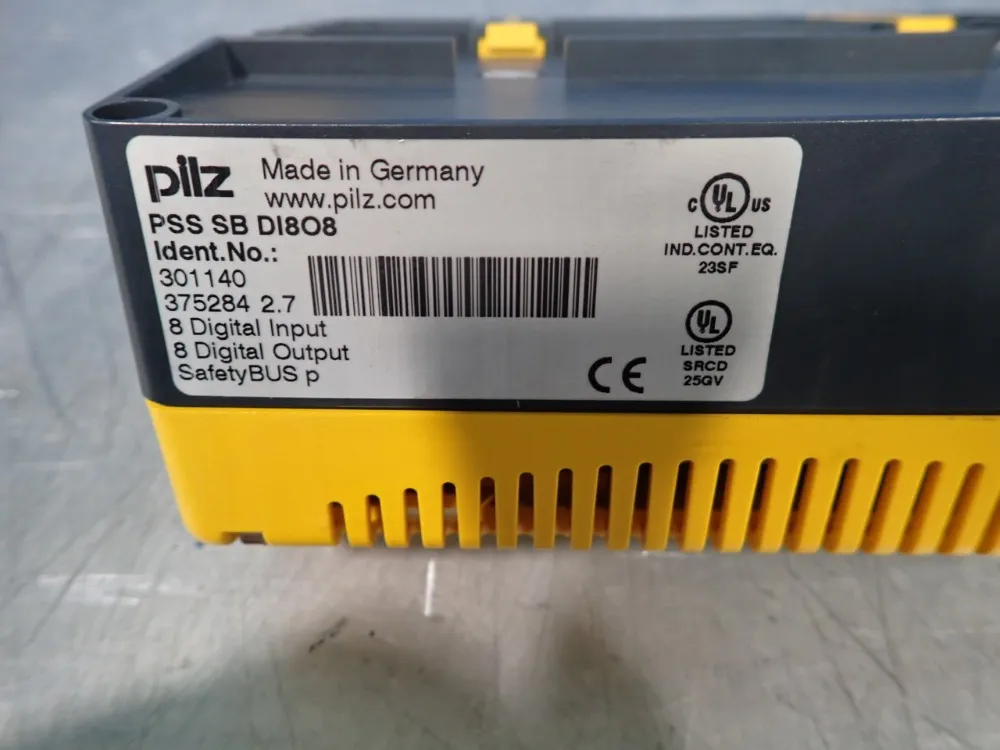 pilz
Made in Germany
www.pilz.com
PSS SB DI8O8
Ident.No.:
301140
375284 2.7
8 Digital Input
8 Digital Output
SafetyBUS p
C UL US
LISTED
IND.CONT.EQ.
23SF
UL
LISTED
SRCD
25GV
CE